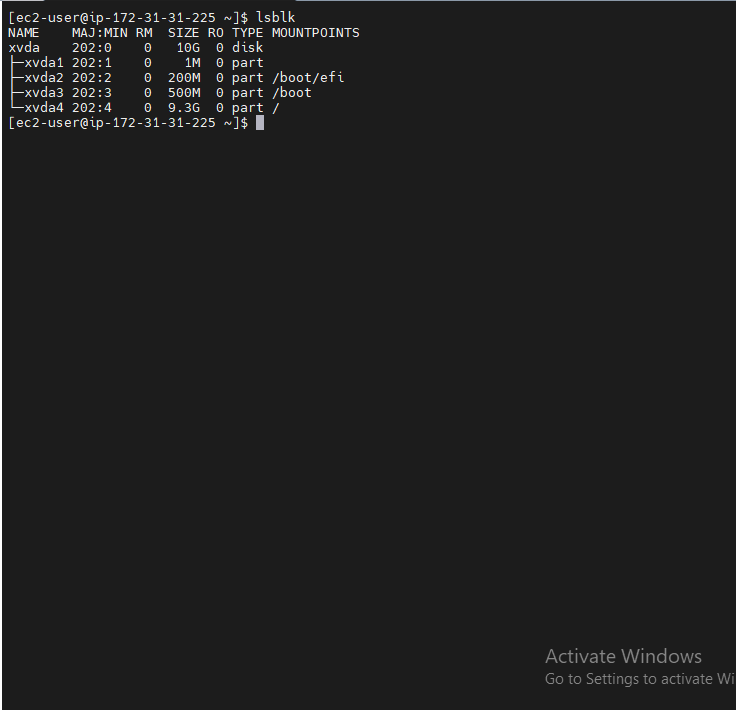 [ec2-user@ip-172-31-31-225 ~]$ lsblk
NAME    MAJ:MIN RM  SIZE RO TYPE MOUNTPOINTS
xvda    202:0    0   10G  0 disk
├─xvda1 202:1    0    1M  0 part
├─xvda2 202:2    0  200M  0 part /boot/efi
├─xvda3 202:3    0  500M  0 part /boot
└─xvda4 202:4    0  9.3G  0 part /
[ec2-user@ip-172-31-31-225 ~]$
Activate Windows
Go to Settings to activate Wi